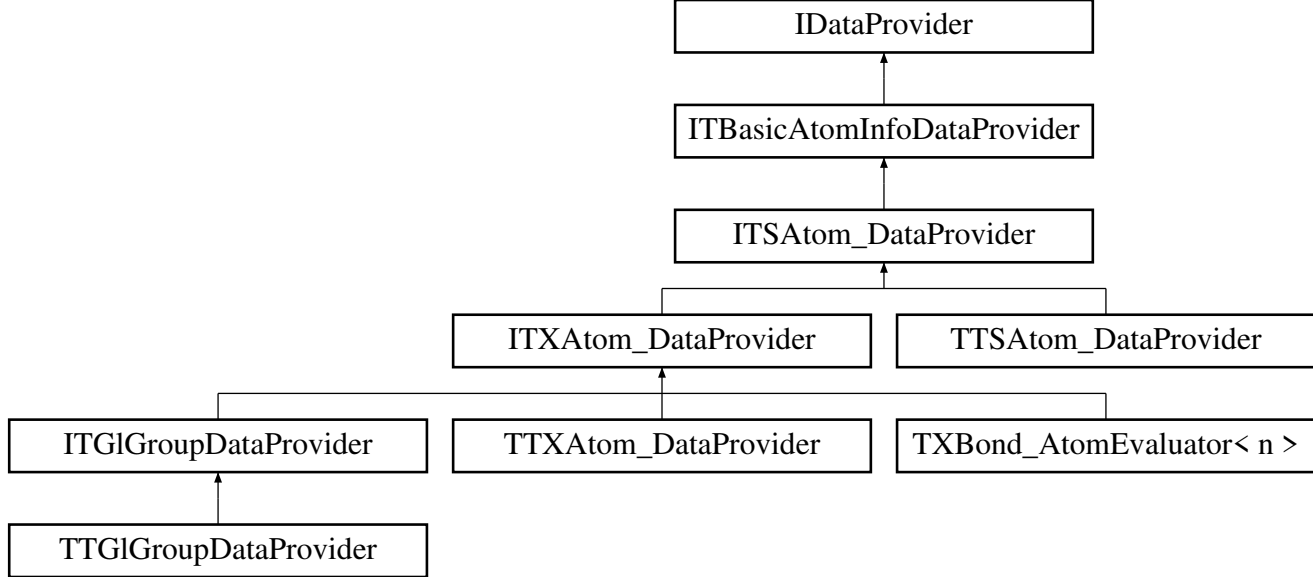 IDataProvider
ITBasicAtomInfoDataProvider
ITSAtom_DataProvider
ITXAtom_DataProvider
TTSAtom_DataProvider
ITGlGroupDataProvider
TTXAtom_DataProvider
TXBond_AtomEvaluator< n >
TTGlGroupDataProvider